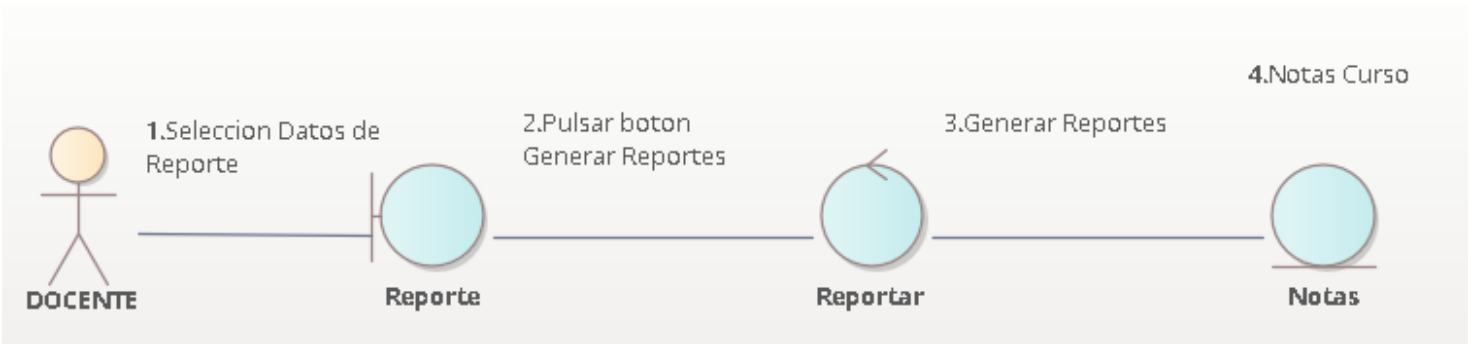 4.Notas Curso
1.Seleccion Datos de
Reporte
2.Pulsar boton
Generar Reportes
3.Generar Reportes
DOCENTE
Reporte
Reportar
Notas